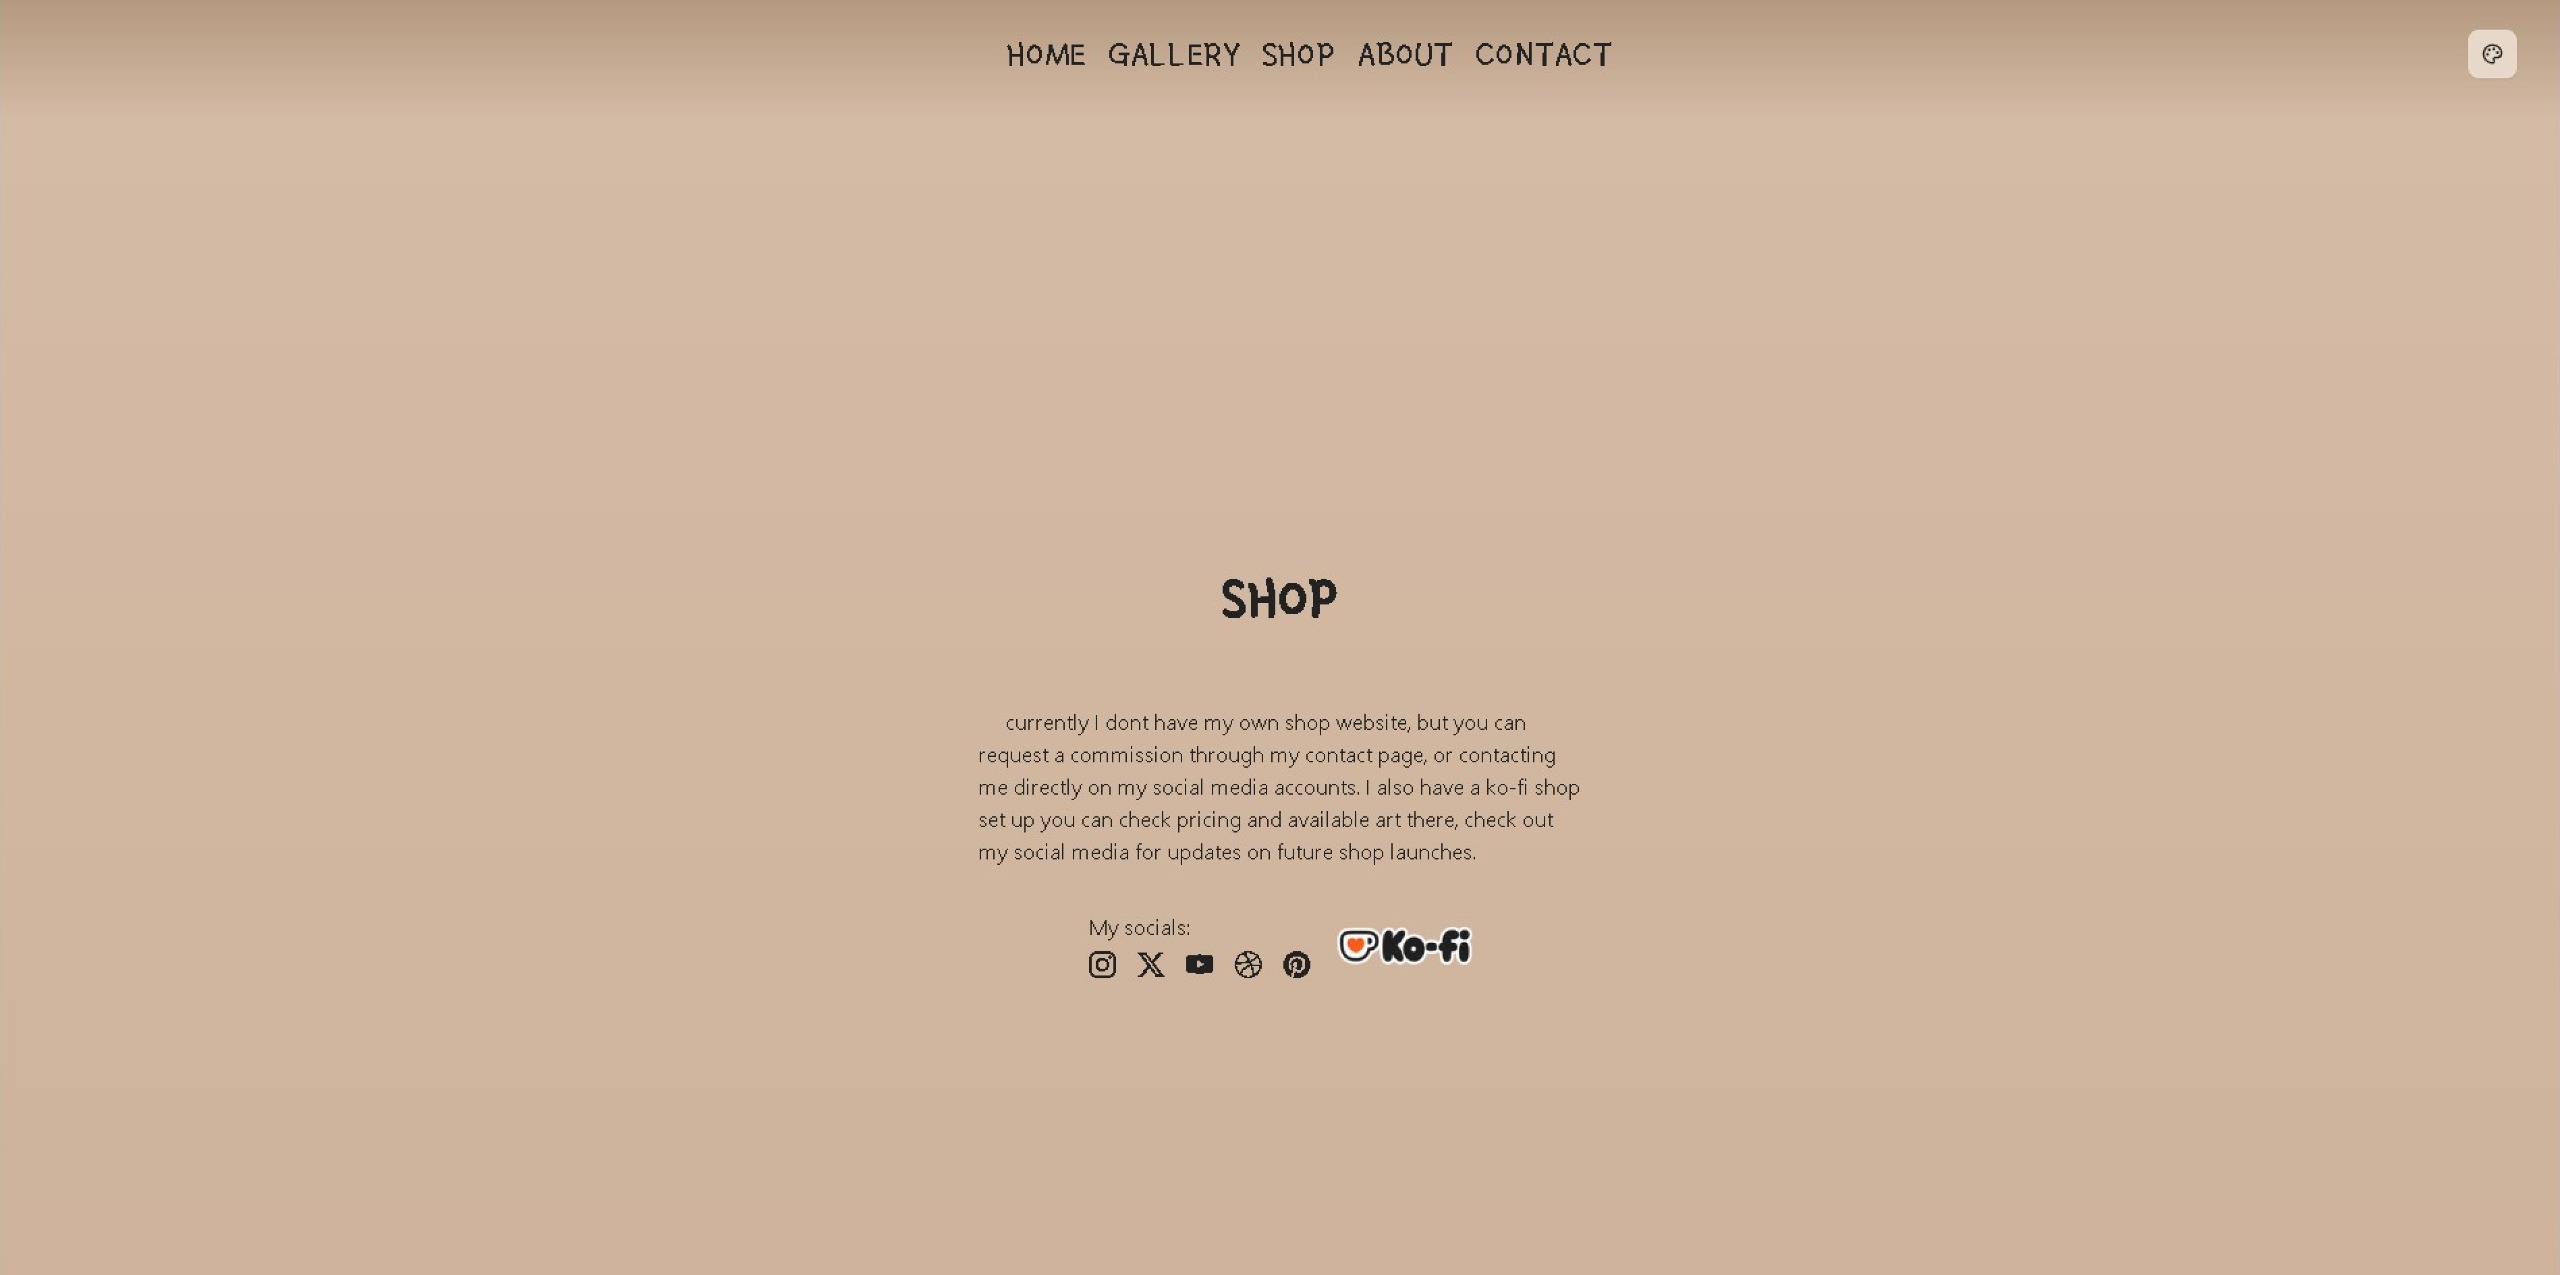 HOME GALLERY SHOP ABOUT CONTACT
SHOP
currently I dont have my own shop website, but you can
request a commission through my contact page, or contacting
me directly on my social media accounts. I also have a ko-fi shop
set up you can check pricing and available art there, check out
my social media for updates on future shop launches.
My socials:
Ko-fi